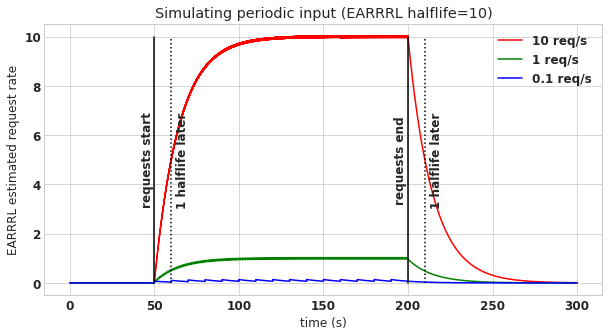 Simulating periodic input (EARRRL halflife=10)
EARRRL estimated request rate
10
8
6
4
2
0
requests start
1 halflife later
requests end
1 halflife later
10 req/s
1 req/s
0.1 req/s
0
50
100
150
200
250
300
time (s)